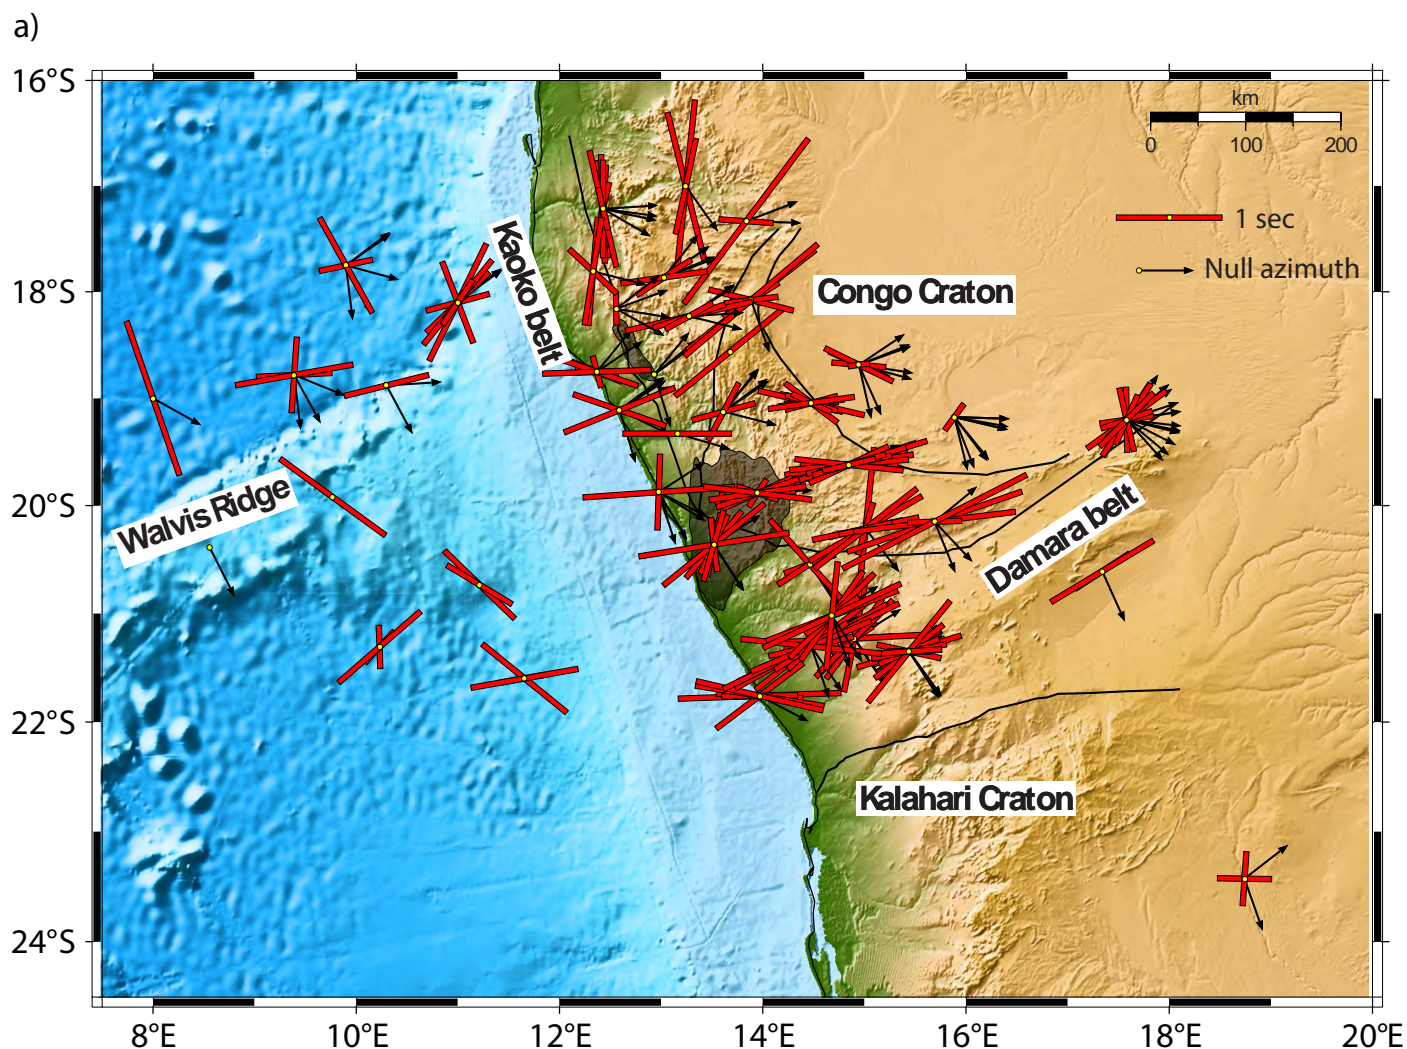 a)
16°S
18°S
20°S
22°S
24°S
8°E
10°E
12°E
14°E
16°E
18°E
20°E
km
0
100
200
1 sec
Null azimuth
Kaoko belt
Congo Craton
Walvis Ridge
Damara belt
Kalahari Craton